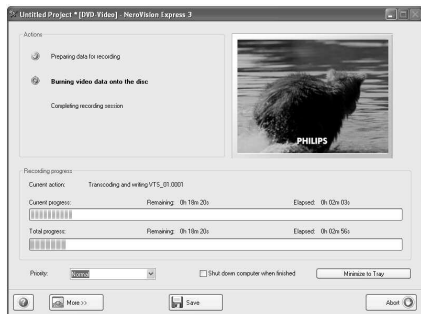 Untitled Project *[DVD-Video] - NeroVision Express 3
Actions
Preparing data for recording
Burning video data onto the disc
Completing recording session
PHILIPS
Recording progress
Current action: Transcoding and writing VTS_01.0001
Current progress: Remaining: 0h 18m 20s Elapsed: 0h 02m 03s
Total progress: Remaining: 0h 18m 20s Elapsed: 0h 02m 56s
Priority: Normal Shut down computer when finished Minimize to Tray
More >> Save Abort